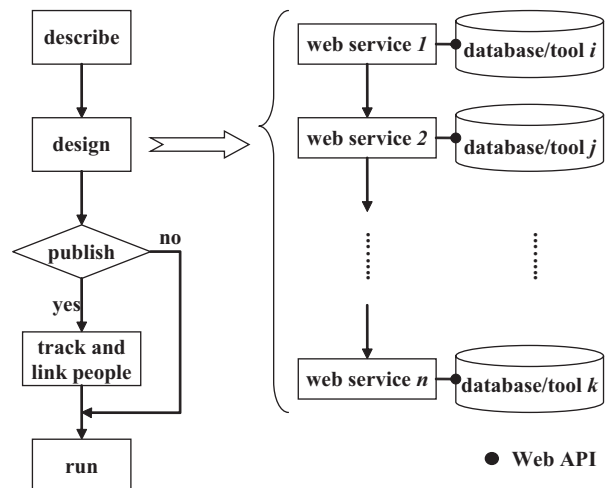 describe
design
publish
no
yes
track and
link people
run
web service 1
database/tool i
web service 2
database/tool j
web service n
database/tool k
Web API